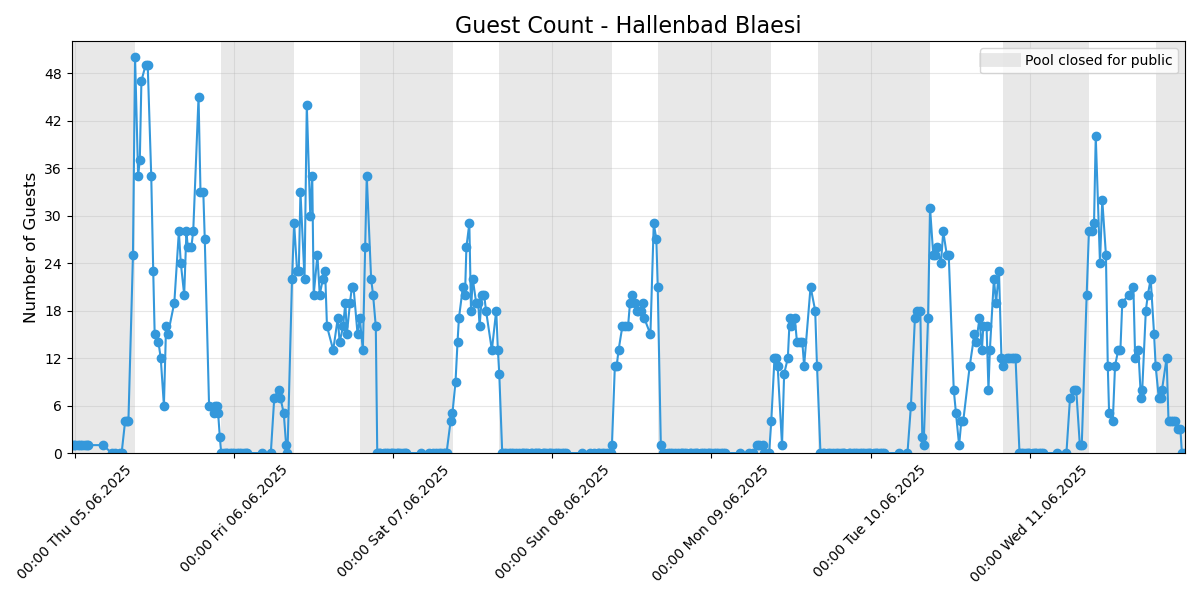 Guest Count - Hallenbad Blaesi
Pool closed for public
Number of Guests
48
42
36
30
24
18
12
6
0
00:00 Thu 05.06.2025
00:00 Fri 06.06.2025
00:00 Sat 07.06.2025
00:00 Sun 08.06.2025
00:00 Mon 09.06.2025
00:00 Tue 10.06.2025
00:00 Wed 11.06.2025